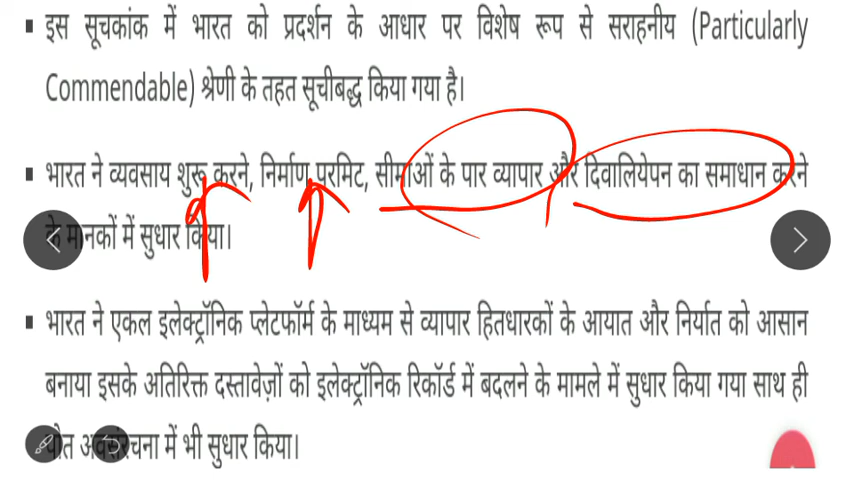 ▪ इस सूचकांक में भारत को प्रदर्शन के आधार पर विशेष रूप से सराहनीय (Particularly
Commendable) श्रेणी के तहत सूचीबद्ध किया गया है।
▪ भारत ने व्यवसाय शुरू करने, निर्माण परमिट, सीमाओं के पार व्यापार और दिवालियेपन का समाधान करने
के मानकों में सुधार किया।
▪ भारत ने एकल इलेक्ट्रॉनिक प्लेटफॉर्म के माध्यम से व्यापार हितधारकों के आयात और निर्यात को आसान
बनाया इसके अतिरिक्त दस्तावेज़ों को इलेक्ट्रॉनिक रिकॉर्ड में बदलने के मामले में सुधार किया गया साथ ही
पोत अवसंरचना में भी सुधार किया।